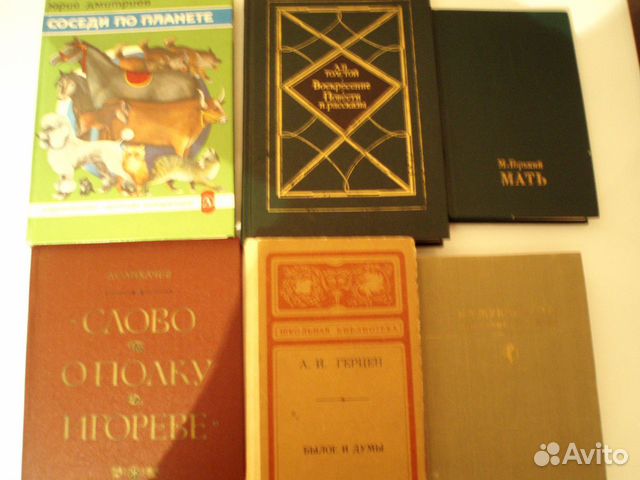 Юрий Дмитриев
СОСЕДИ ПО ПЛАНЕТЕ
Л.Н.
ТОЛСТОЙ
Воскресение
Повести
и рассказы
М. Горький
МАТЬ
Д.С. ЛИХАЧЕВ
«СЛОВО
О ПОЛКУ
ИГОРЕВЕ»
ШКОЛЬНАЯ БИБЛИОТЕКА
А. И. ГЕРЦЕН
БЫЛОЕ И ДУМЫ
Avito